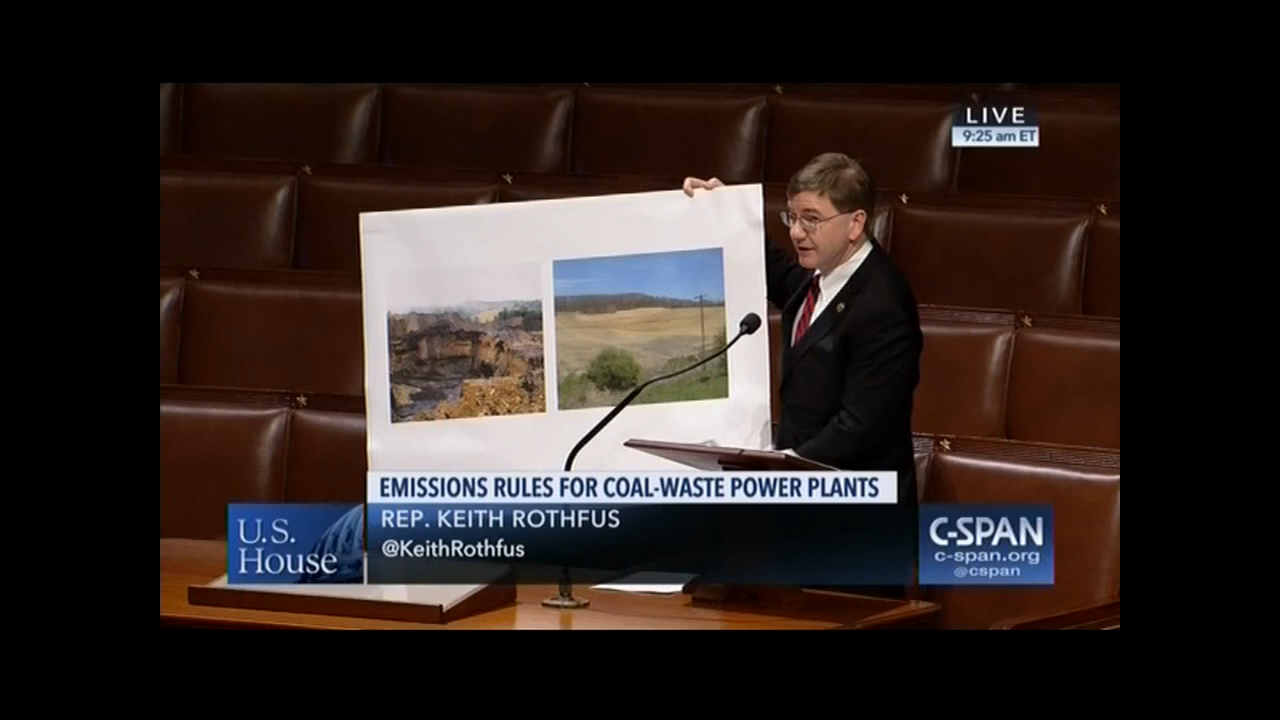 LIVE
9:25 am ET
EMISSIONS RULES FOR COAL-WASTE POWER PLANTS
REP. KEITH ROTHFUS
@KeithRothfus
U.S.
House
C-SPAN
c-span.org
@cspan